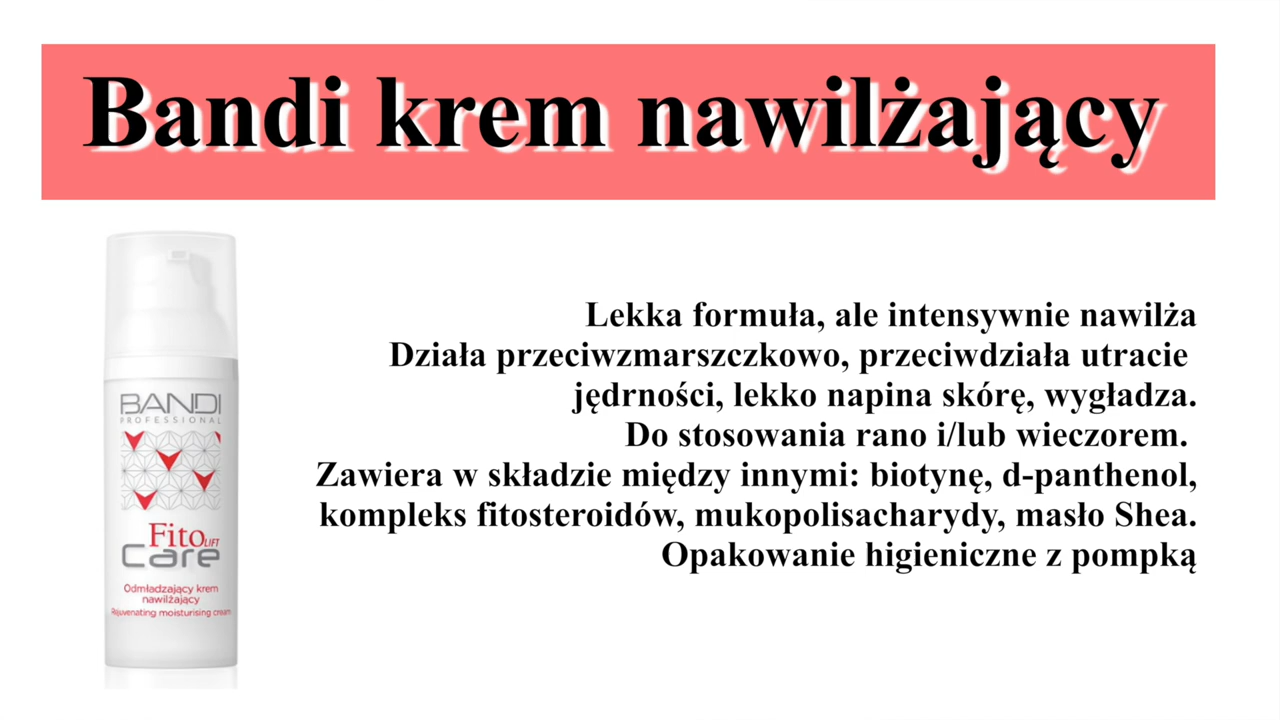 Bandi krem nawilżający
BANDI
PROFESSIONAL
Fito LIFT
Care
Odmładzający krem
nawilżający
Rejuvenating moisturising cream
Lekka formuła, ale intensywnie nawilża
Działa przeciwzmarszczkowo, przeciwdziała utracie
jędrności, lekko napina skórę, wygładza.
Do stosowania rano i/lub wieczorem.
Zawiera w składzie między innymi: biotynę, d-panthenol,
kompleks fitosteroidów, mukopolisacharydy, masło Shea.
Opakowanie higieniczne z pompką